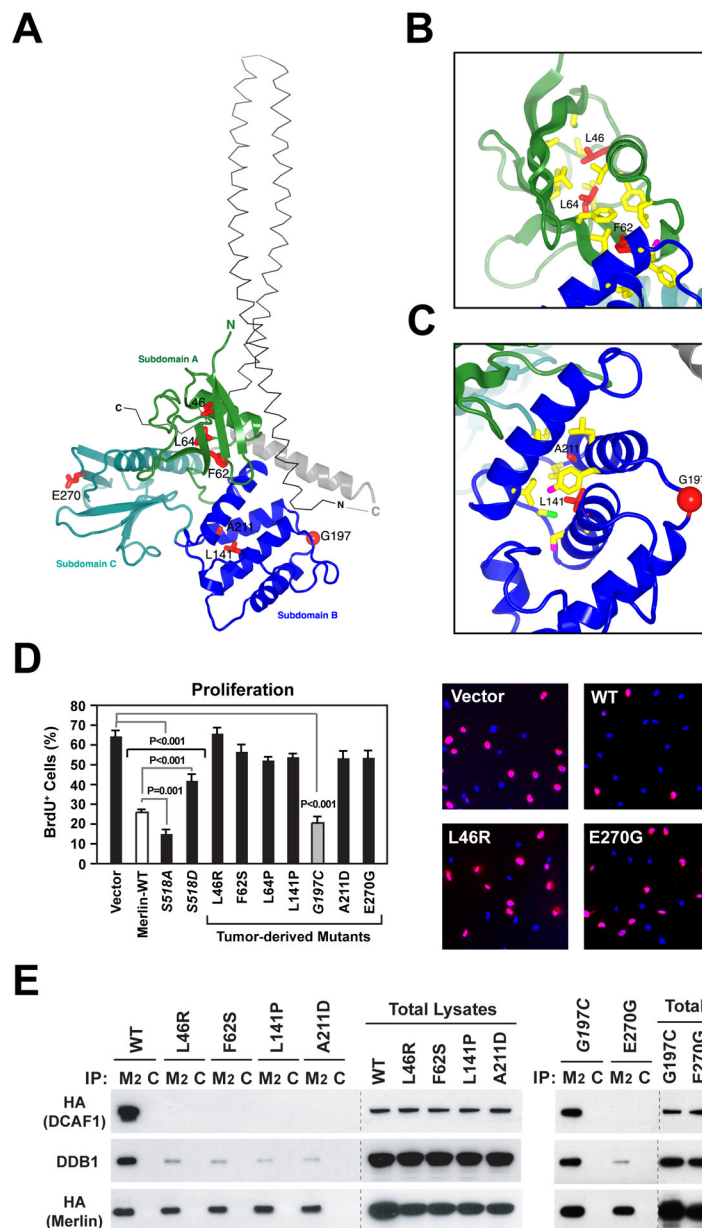 A
N
Subdomain A
C
L46
L64
F62
E270
A211
L141
G197
N
C
Subdomain C
Subdomain B
B
L46
L64
F62
C
A211
L141
G197
D
Proliferation
BrdU⁺ Cells (%)
80
70
60
50
40
30
20
10
0
P<0.001
P<0.001
P=0.001
P<0.001
Vector
Merlin-WT
S518A
S518D
L46R
F62S
L64P
L141P
G197C
A211D
E270G
Tumor-derived Mutants
Vector
WT
L46R
E270G
E
WT
L46R
F62S
L141P
A211D
Total Lysates
WT
L46R
F62S
L141P
A211D
IP: M2 C M2 C M2 C M2 C M2 C
HA
(DCAF1)
DDB1
HA
(Merlin)
G197C
E270G
Total
G197C
E270G
IP: M2 C M2 C